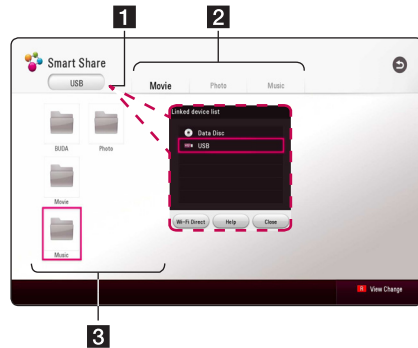 1
2
Smart Share
USB
Movie Photo Music
Linked device list
Data Disc
USB
BUDA Photo
Movie
Wi-Fi Direct Help Close
Music
R View Change
3